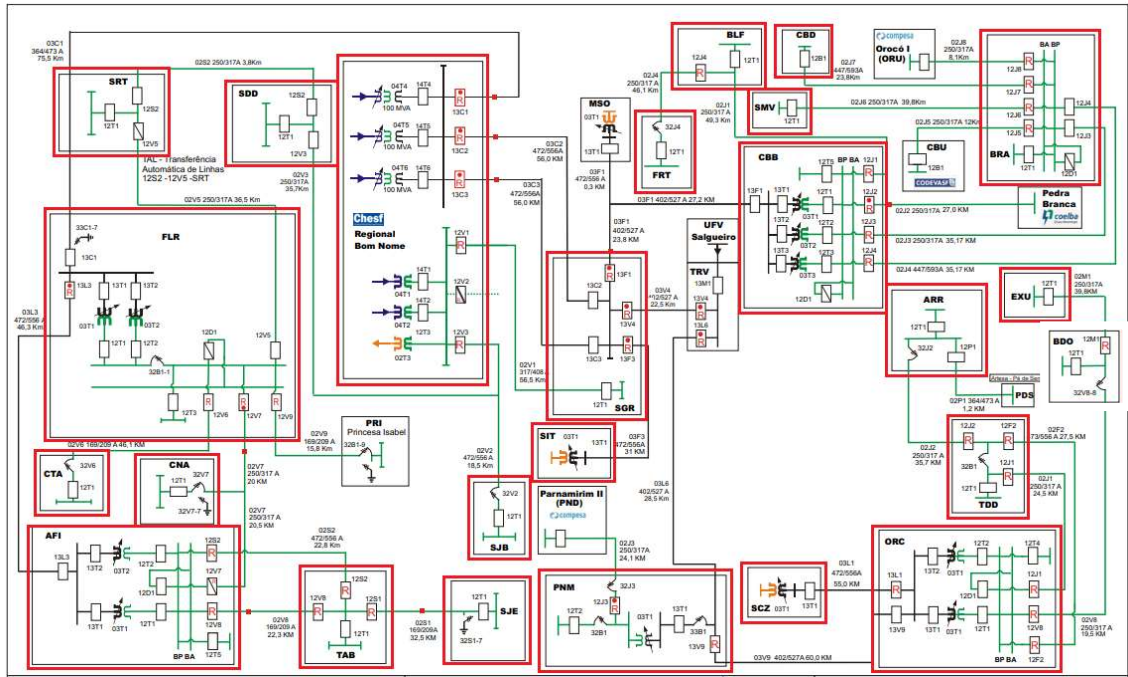 03C1
364/473 A
75,5 Km
SRT
02S2 250/317A 3,8Km
12S2
12T1
12V5
TAL - Transferência
Automática de Linhas
12S2 -12V5 -SRT
SDD
12S2
12T1
12V3
02V3
250/317A
35,7Km
02V5 250/317A 36,5 Km
04T4
100 MVA
14T4
13C1
R
04T5
100 MVA
14T5
13C2
R
04T6
100 MVA
14T6
13C3
R
Chesf
Regional
Bom Nome
12V1
R
14T1
04T1
12V2
14T2
04T2
12T3
02T3
12V3
R
03C2
472/556A
56,0 Km
03C3
472/556A
56,0 Km
MSO
03T1
13T1
03F1
472/556 A
0,3 KM
BLF
12J4
R
12T1
02J4
250/317 A
46,1 KM
02J1
250/317 A
49,3 KM
32J4
12T1
FRT
CBD
12B1
02J7
447/593A
23,8Km
SMV
12T1
02J6 250/317A 39,8Km
02J5 250/317A 12Km
compesa
Orocó I
(ORU)
02J8
250/317A
8,1Km
BA BP
12J8
R
12J7
R
12J6
R
12J5
R
12J4
12J3
BRA
12T1
12D1
CBU
12B1
CODEVASF
Pedra
Branca
coelba
CBB
BP BA
12T5
12J1
R
13F1
13T1
12T1
12J2
R
03T1
13T2
12T2
12J3
R
03T2
13T3
12T3
12J4
R
03T3
12D1
02J2 250/317A 27,0 KM
02J3 250/317A 35,17 KM
02J4 447/593A 35,17 KM
03F1 402/527 A 27,2 KM
03F1
402/527 A
23,8 KM
UFV
Salgueiro
TRV
13M1
13V4
R
13L6
R
03V4
22,5 Km
13F1
R
13C2
R
13V4
13C3
R
13F3
12T1
SGR
02V1
56,5 Km
FLR
33C1-7
13C1
13L3
R
13T1
13T2
03T1
03T2
12T1
12T2
32B1-1
12D1
12V5
12T3
R
12V6
R
12V7
R
12V9
03L3
472/556 A
46,3 Km
02V6 169/209 A 46,1 KM
02V9
169/209 A
15,8 Km
PRI
Princesa Isabel
32B1-9
CTA
32V6
12T1
CNA
12T1
32V7
32V7-7
02V7
250/317 A
20 KM
02V7
250/317 A
20,5 KM
SIT
03T1
13T1
03F3
472/556A
31 KM
03L6
402/527 A
28,5 Km
02V2
472/556 A
18,5 Km
32V2
12T1
SJB
Parnamirim II
(PND)
compesa
02J3
250/317A
24,1 KM
ARR
12T1
32J2
12P1
PDS
02P1 364/473 A
1,2 KM
EXU
12T1
02M1
250/317A
39,8KM
BDO
12M1
R
12T1
32V8-8
02J2
250/317 A
35,7 KM
12J2
R
12F2
R
32B1
12J1
R
12T1
TDD
02F2
27,5 KM
02J1
250/317 A
24,5 KM
AFI
13L3
13T2
03T2
12T2
12S2
R
12V7
12D1
13T1
03T1
12T1
12V8
R
BP BA
12T5
02S2
472/556 A
22,8 Km
02V8
169/209 A
22,3 KM
12S2
R
12V8
R
12S1
R
12T1
TAB
02S1
169/209A
32,5 KM
12T1
SJE
32S1-7
PNM
32J3
12J3
R
12T2
32B1
03T1
13T1
33B1
13V9
R
03V9 402/527A 60,0 KM
SCZ
03T1
13T1
03L1
472/556A
55,0 KM
ORC
13L1
R
13V9
13T2
03T1
12T2
12T4
12J1
R
12D1
13T1
03T1
12T1
12V8
R
12F2
R
BP BA
02V8
250/317 A
19,5 KM